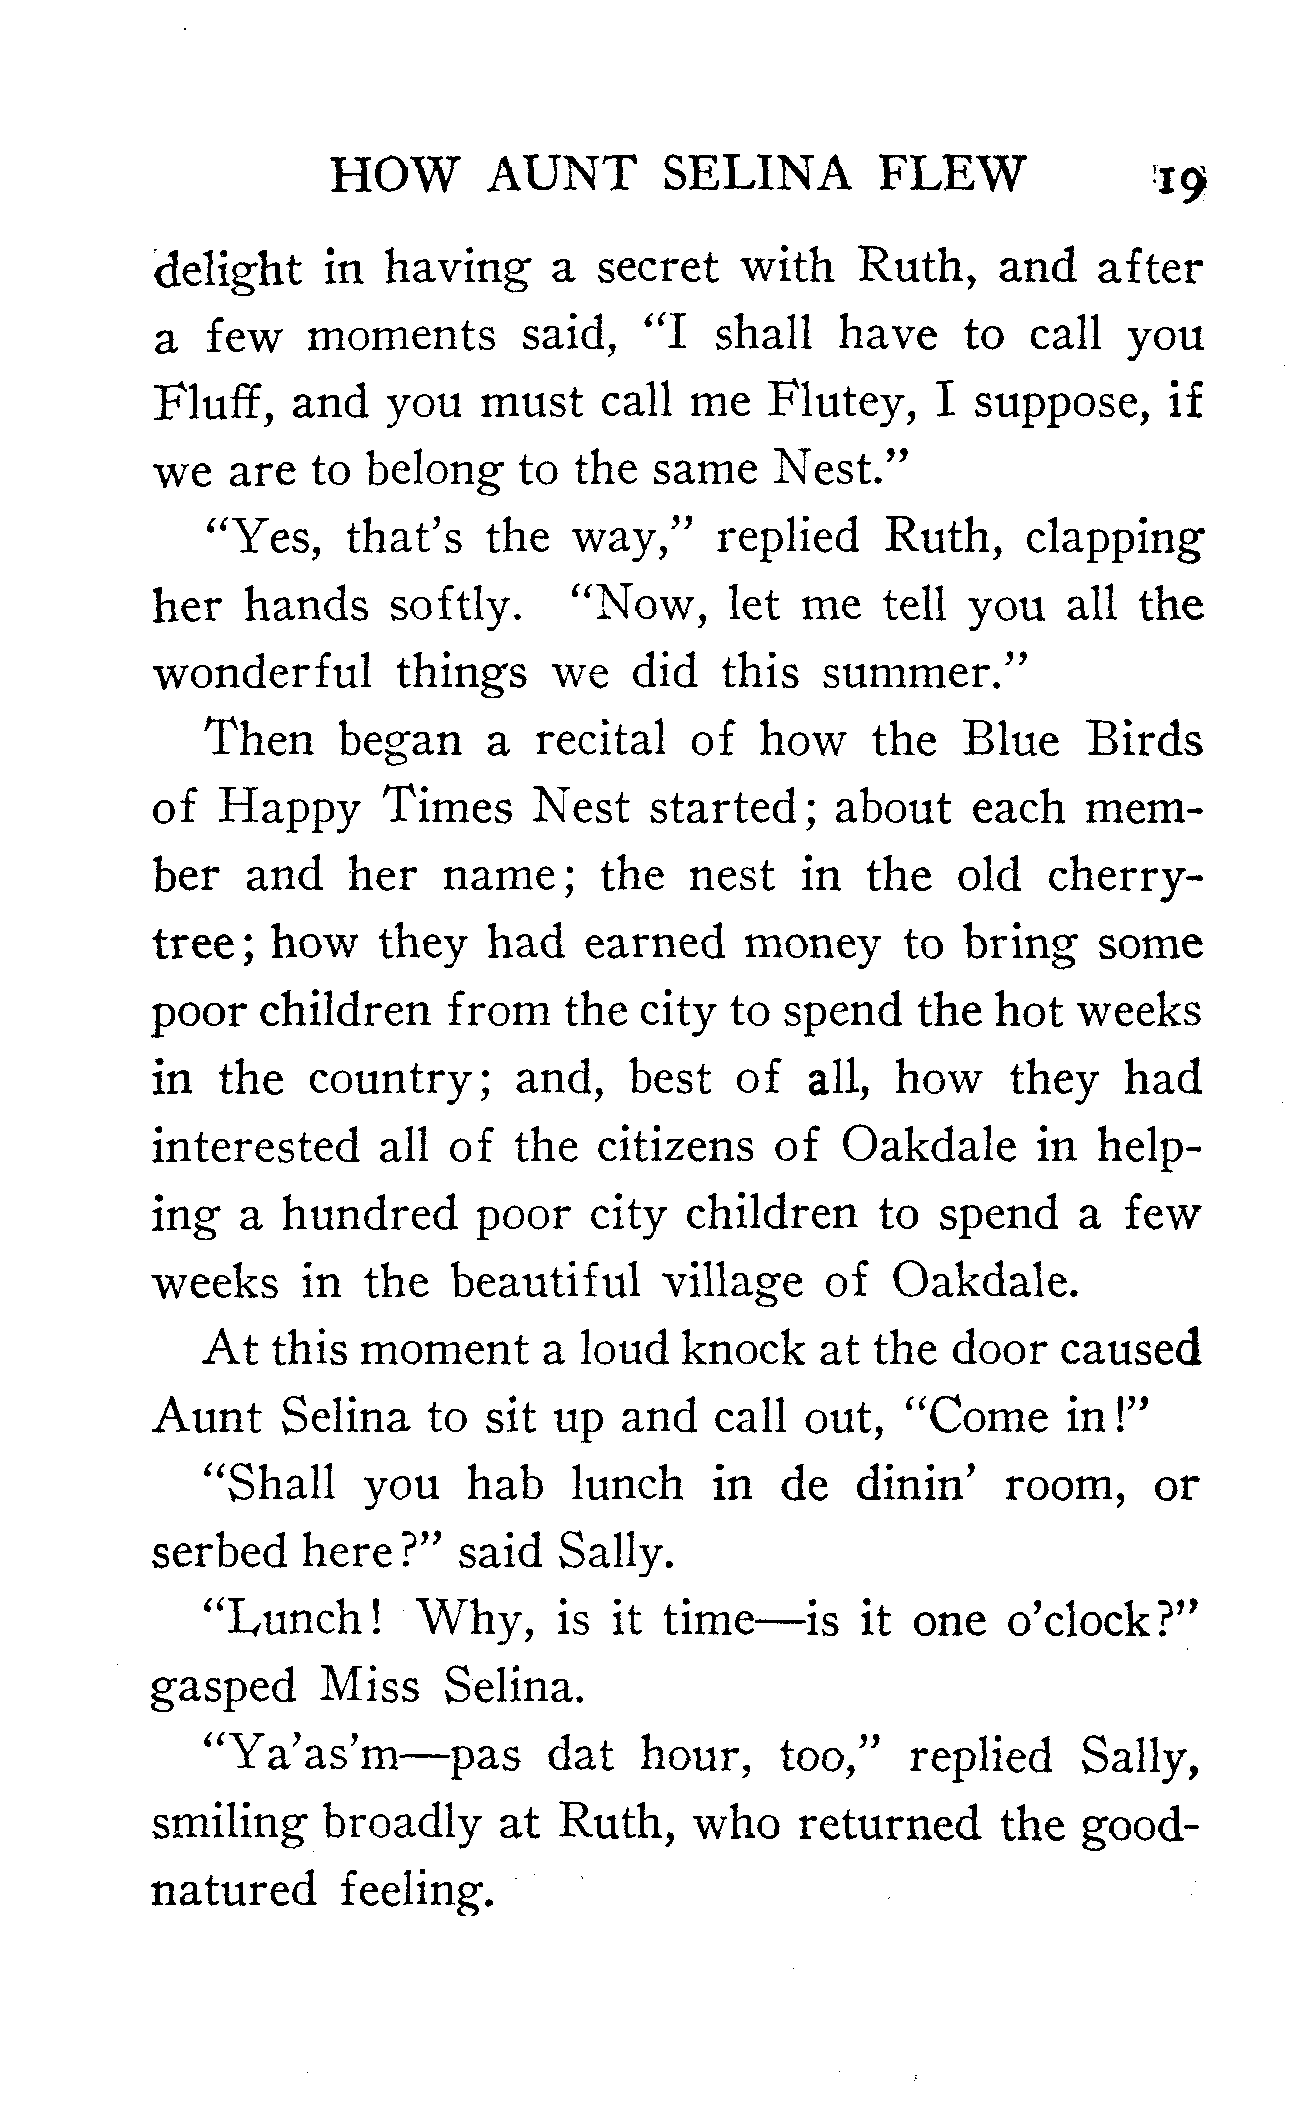 HOW AUNT SELINA FLEW 19
delight in having a secret with Ruth, and after
a few moments said, “I shall have to call you
Fluff, and you must call me Flutey, I suppose, if
we are to belong to the same Nest.”
“Yes, that’s the way,” replied Ruth, clapping
her hands softly. “Now, let me tell you all the
wonderful things we did this summer.”
Then began a recital of how the Blue Birds
of Happy Times Nest started; about each mem-
ber and her name; the nest in the old cherry-
tree; how they had earned money to bring some
poor children from the city to spend the hot weeks
in the country; and, best of all, how they had
interested all of the citizens of Oakdale in help-
ing a hundred poor city children to spend a few
weeks in the beautiful village of Oakdale.
At this moment a loud knock at the door caused
Aunt Selina to sit up and call out, “Come in!”
“Shall you hab lunch in de dinin’ room, or
serbed here?” said Sally.
“Lunch! Why, is it time—is it one o’clock?”
gasped Miss Selina.
“Ya’as’m—pas dat hour, too,” replied Sally,
smiling broadly at Ruth, who returned the good-
natured feeling.